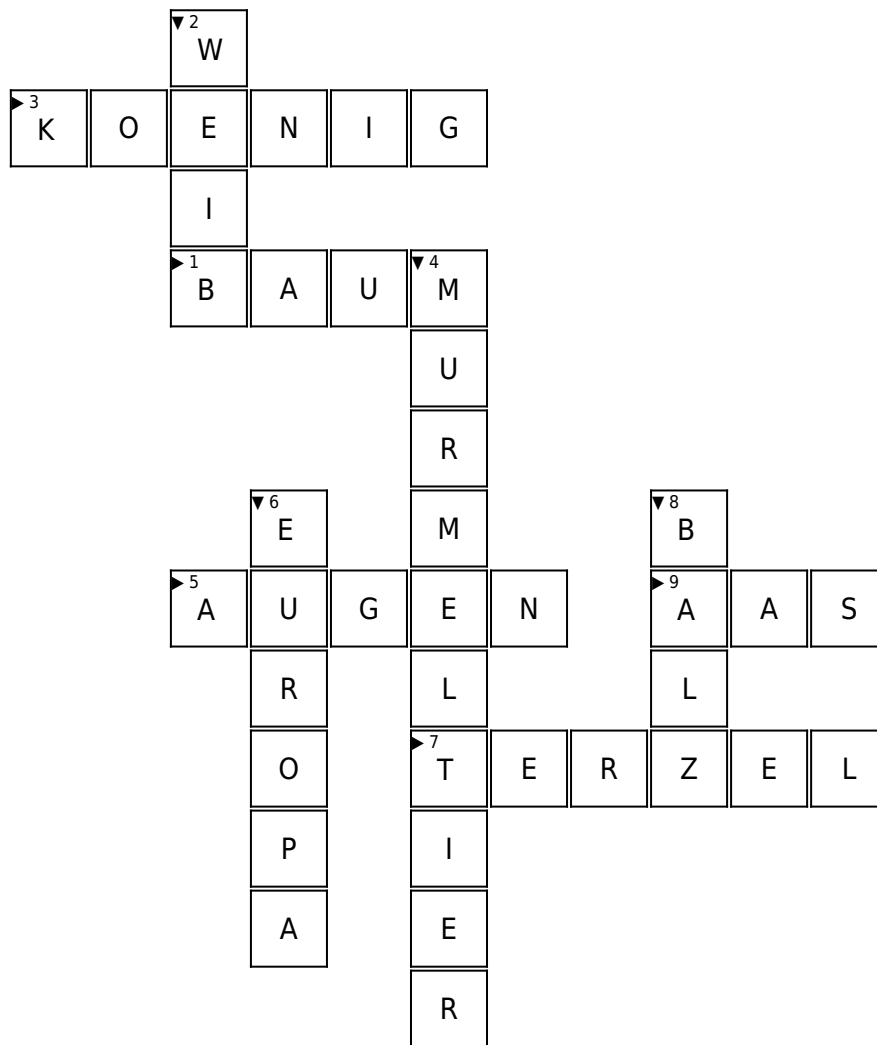 ▼ 2
W
▶ 3
K O E N I G
I
▶ 1 ▼ 4
B A U M
U
R
▼ 6 ▼ 8
E M B
▶ 5 ▶ 9
A U G E N A A S
R L L
▶ 7
O T E R Z E L
P I
A E
R